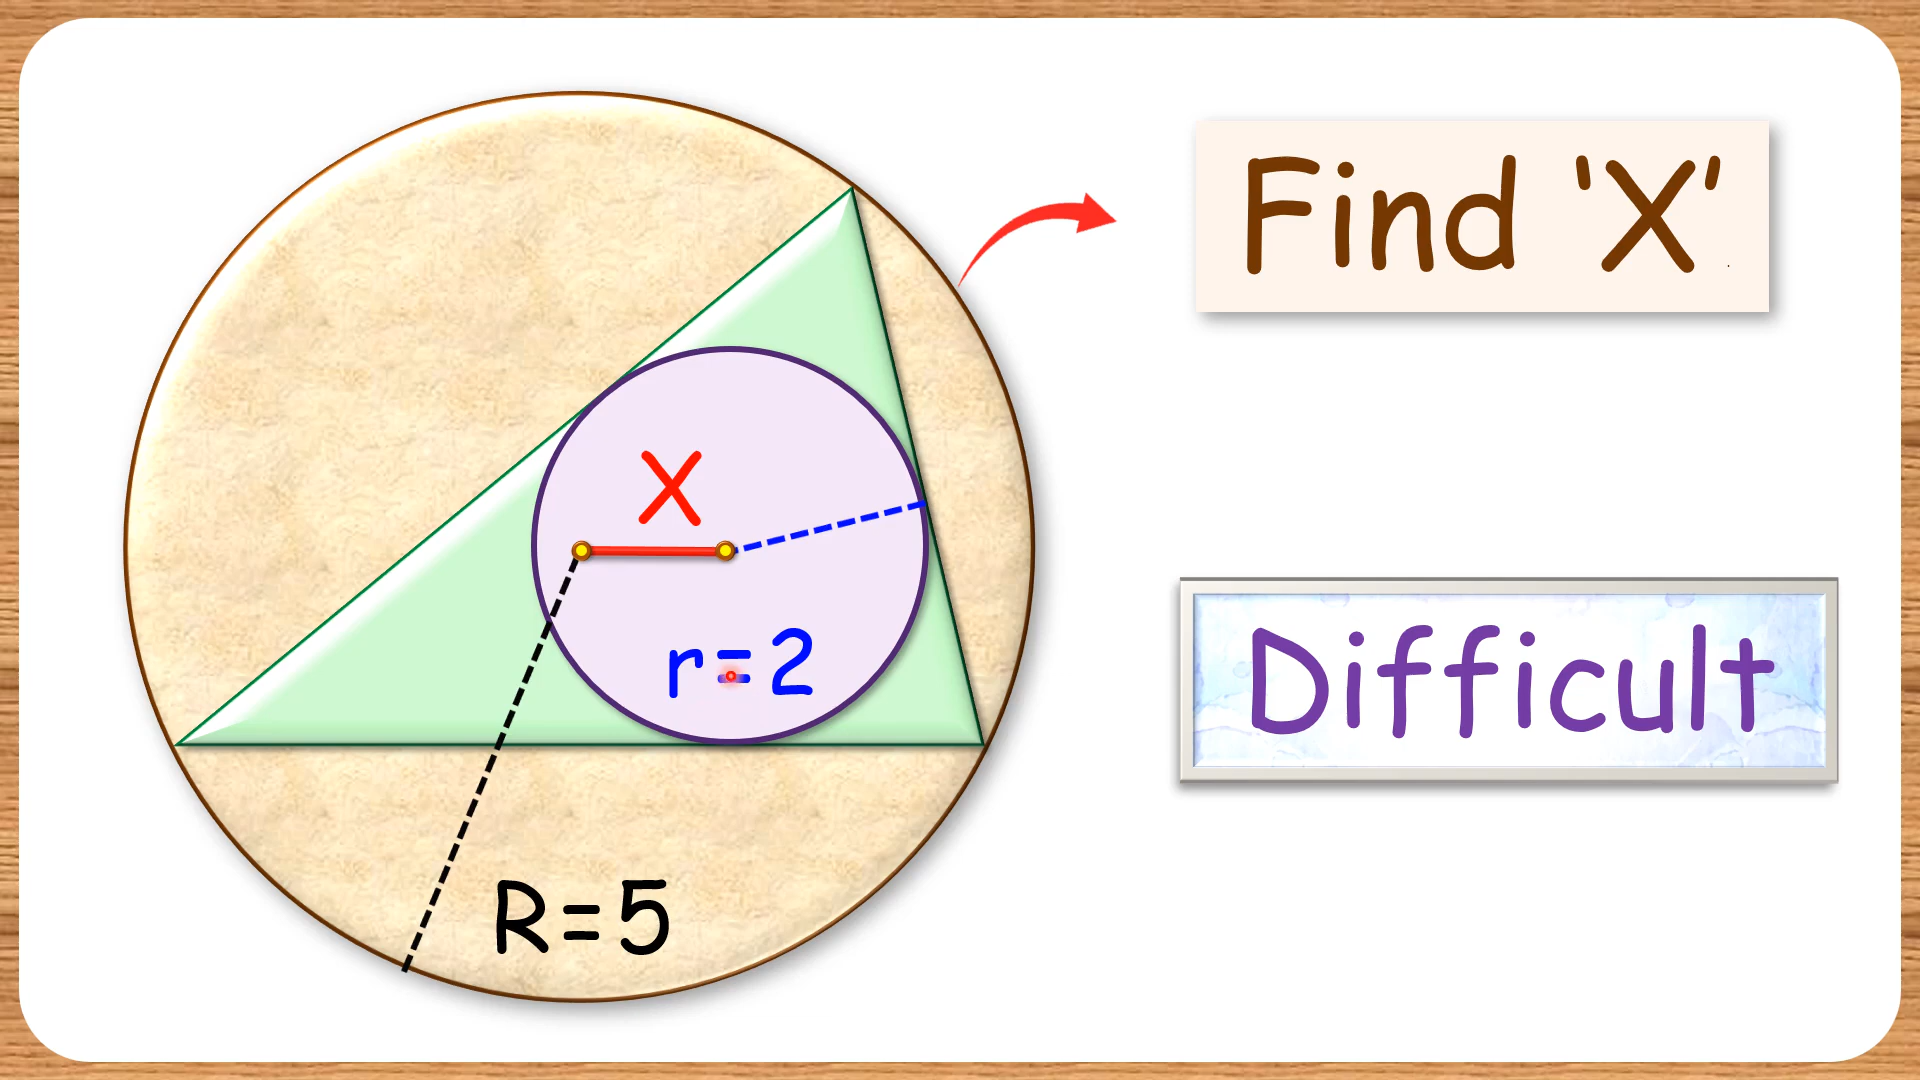 Find 'X'
X
r=2
Difficult
R=5